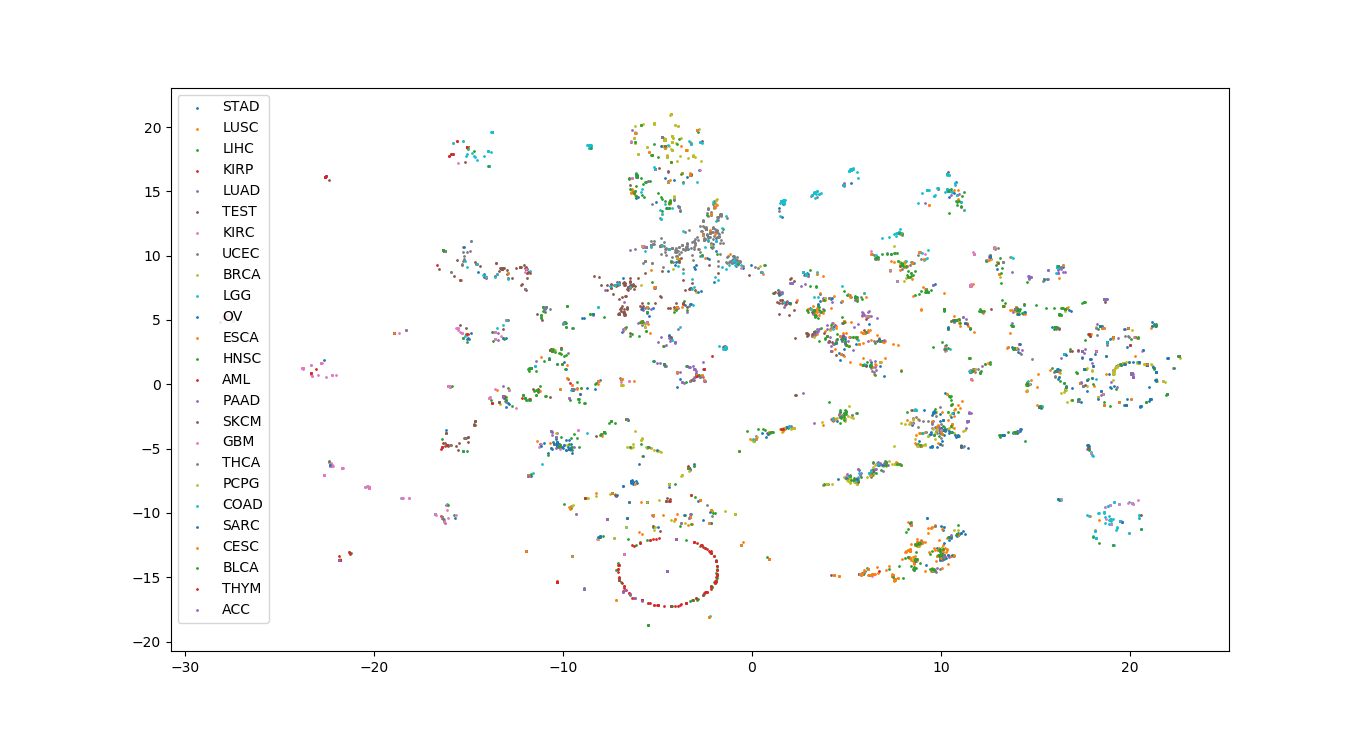 20
15
10
5
0
−5
−10
−15
−20
−30
−20
−10
0
10
20
STAD
LUSC
LIHC
KIRP
LUAD
TEST
KIRC
UCEC
BRCA
LGG
OV
ESCA
HNSC
AML
PAAD
SKCM
GBM
THCA
PCPG
COAD
SARC
CESC
BLCA
THYM
ACC